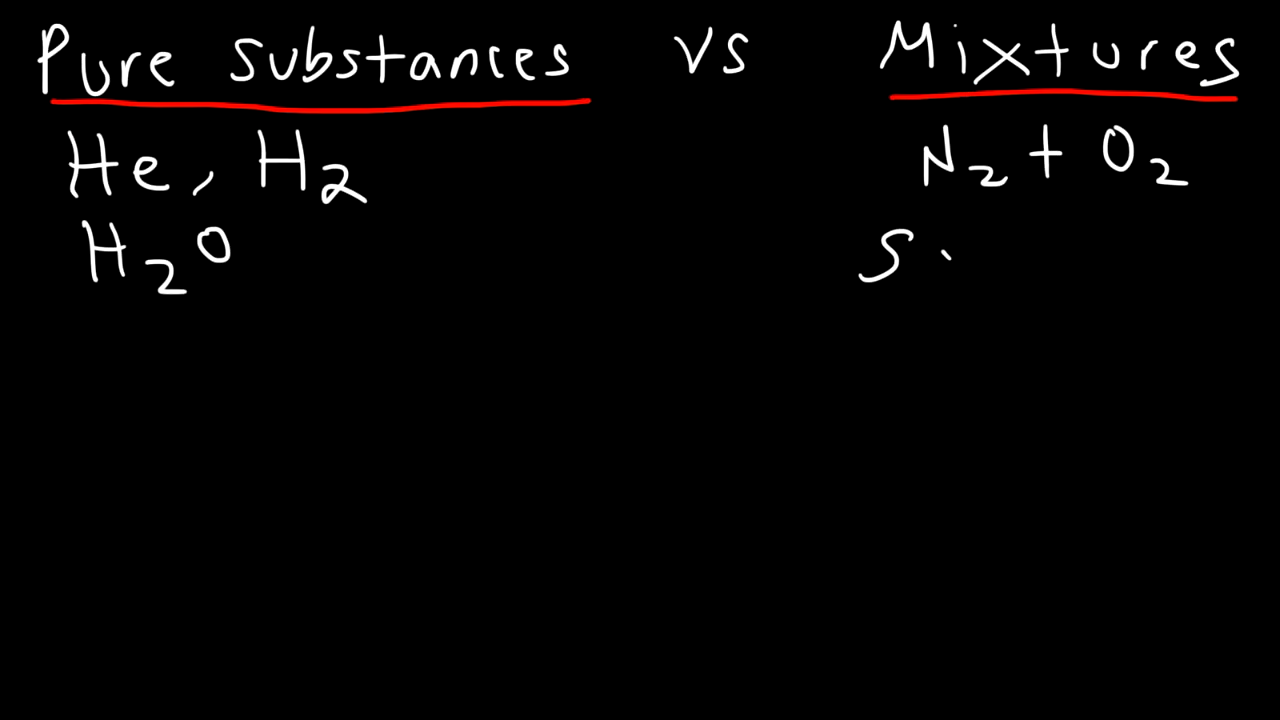 Pure Substances vs Mixtures
He, H₂
N₂ + O₂
H₂O
S